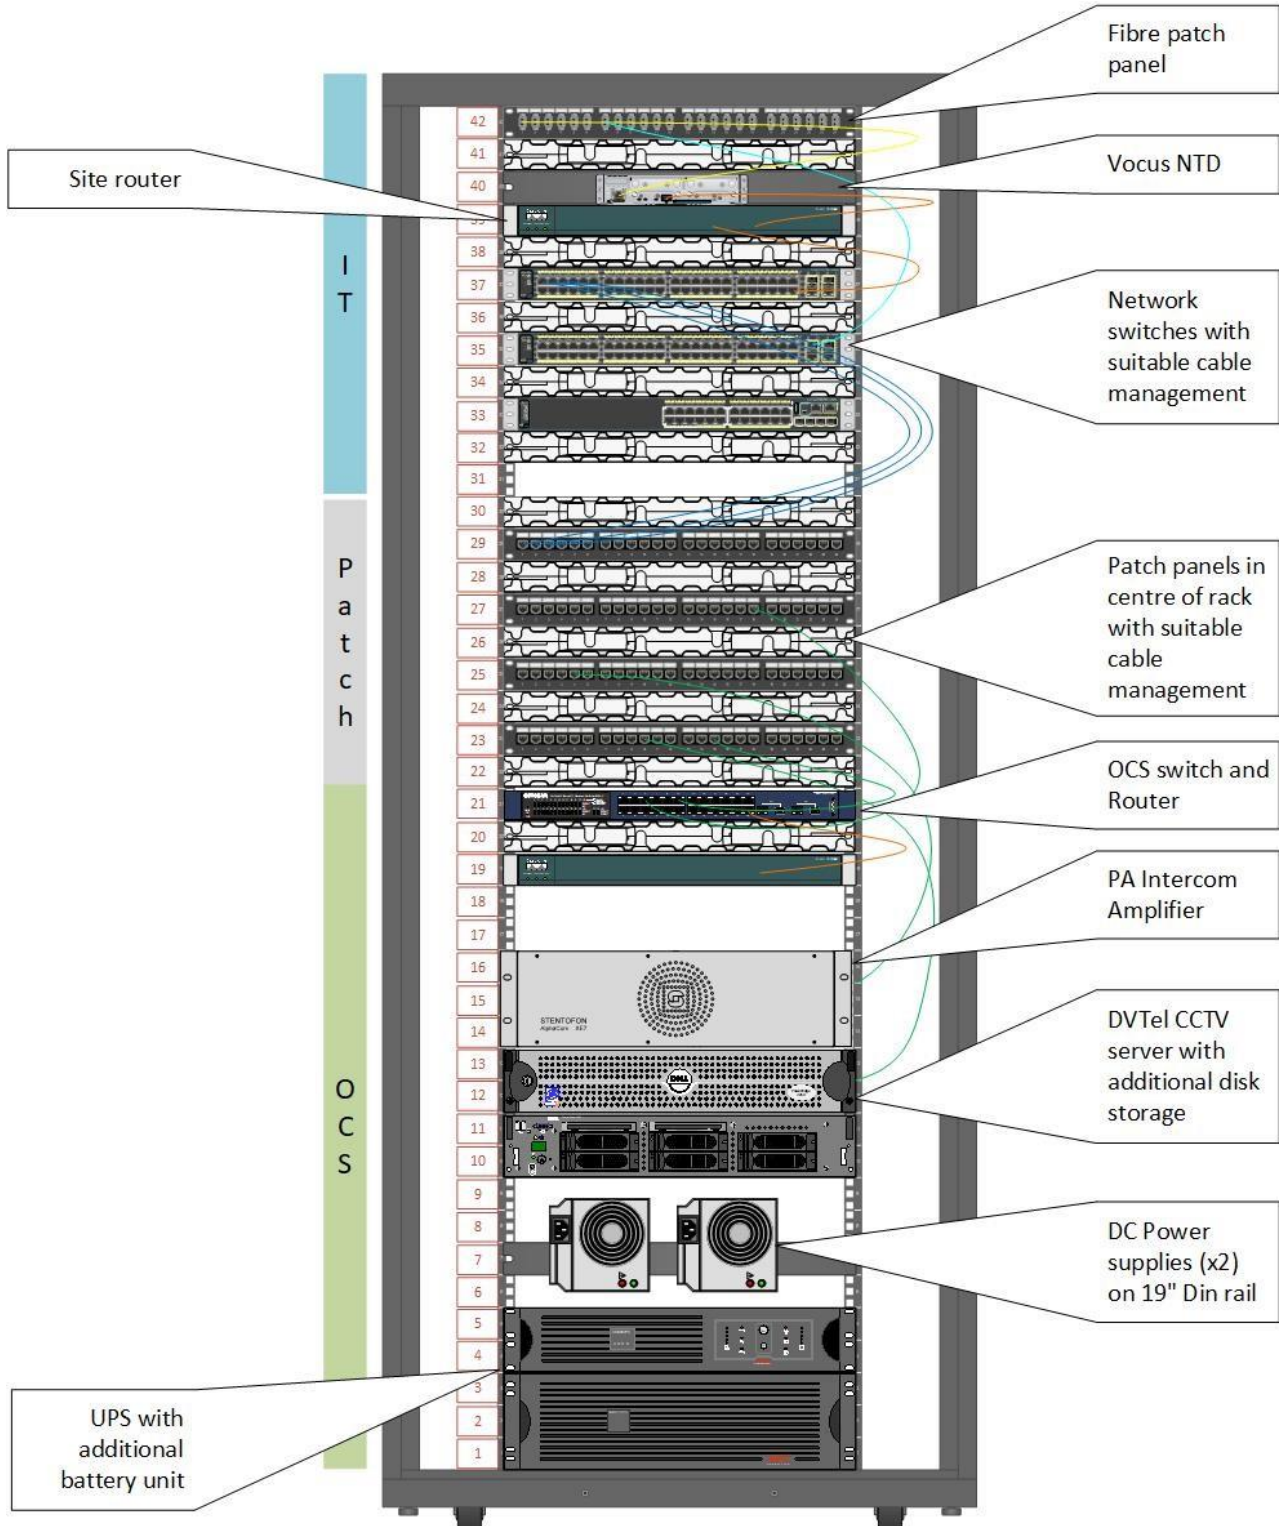 Fibre patch
panel
Vocus NTD
Site router
Network
switches with
suitable cable
management
Patch panels in
centre of rack
with suitable
cable
management
OCS switch and
Router
PA Intercom
Amplifier
DVTel CCTV
server with
additional disk
storage
DC Power
supplies (x2)
on 19" Din rail
UPS with
additional
battery unit
I
T
P
a
t
c
h
O
C
S
42
41
40
39
38
37
36
35
34
33
32
31
30
29
28
27
26
25
24
23
22
21
20
19
18
17
16
15
14
13
12
11
10
9
8
7
6
5
4
3
2
1
STENTOFON
AlphaCom XE7
DELL